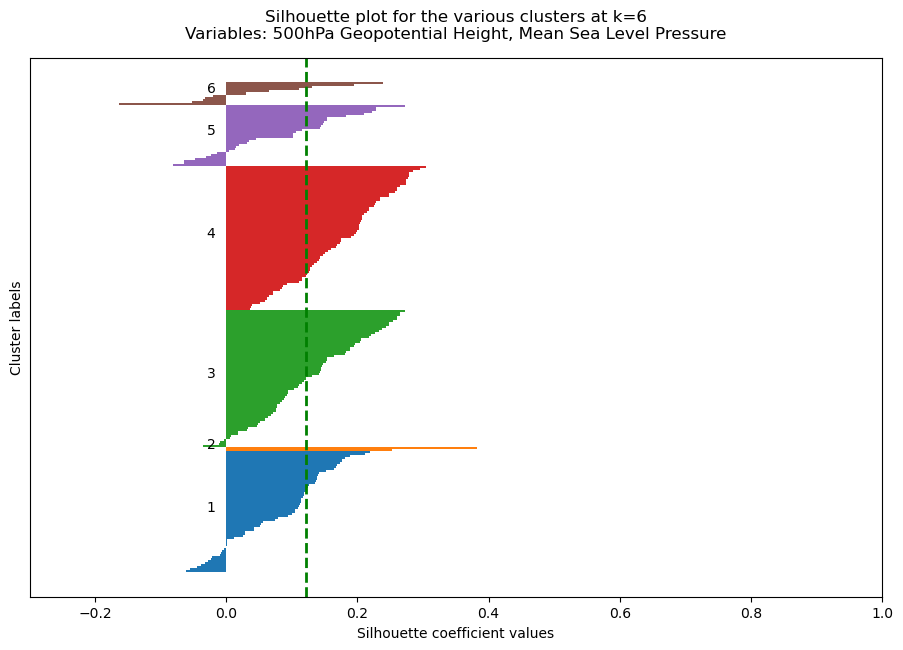 Silhouette plot for the various clusters at k=6
Variables: 500hPa Geopotential Height, Mean Sea Level Pressure
Cluster labels
6
5
4
3
2
1
−0.2 0.0 0.2 0.4 0.6 0.8 1.0
Silhouette coefficient values